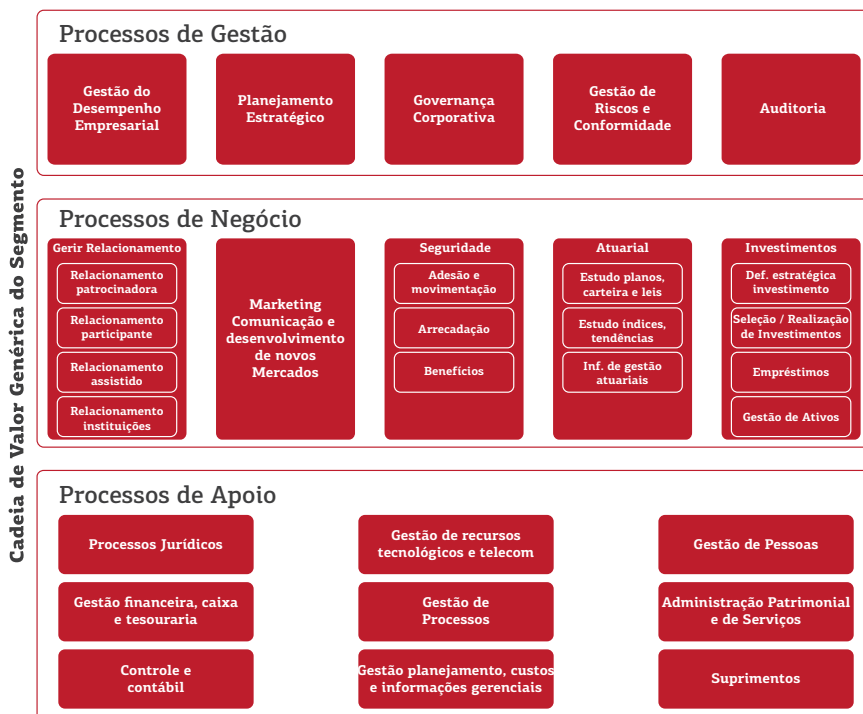 Cadeia de Valor Genérica do Segmento
Processos de Gestão
Gestão do
Desempenho
Empresarial
Planejamento
Estratégico
Governança
Corporativa
Gestão de
Riscos e
Conformidade
Auditoria
Processos de Negócio
Gerir Relacionamento
Relacionamento
patrocinadora
Relacionamento
participante
Relacionamento
assistido
Relacionamento
instituições
Marketing
Comunicação e
desenvolvimento
de novos
Mercados
Seguridade
Adesão e
movimentação
Arrecadação
Benefícios
Atuarial
Estudo planos,
carteira e leis
Estudo índices,
tendências
Inf. de gestão
atuariais
Investimentos
Def. estratégica
investimento
Seleção / Realização
de Investimentos
Empréstimos
Gestão de Ativos
Processos de Apoio
Processos Jurídicos
Gestão de recursos
tecnológicos e telecom
Gestão de Pessoas
Gestão financeira, caixa
e tesouraria
Gestão de
Processos
Administração Patrimonial
e de Serviços
Controle e
contábil
Gestão planejamento, custos
e informações gerenciais
Suprimentos